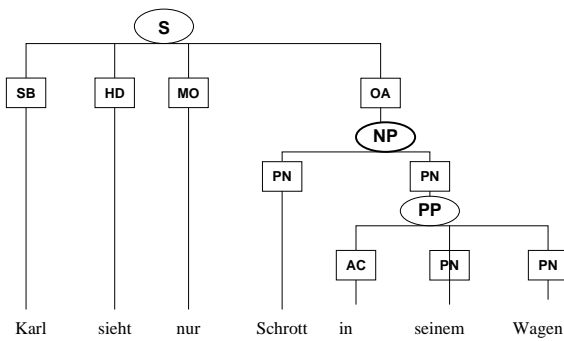 S
SB HD MO OA
NP
PN PN
PP
AC PN PN
Karl sieht nur Schrott in seinem Wagen